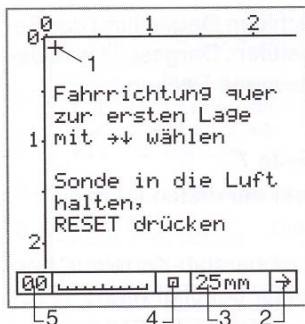 0 1 2
0
1
Fahrrichtung quer
zur ersten Lage
1
mit →↓ wählen
Sonde in die Luft
halten,
RESET drücken
2
00 25mm →
5 4 3 2